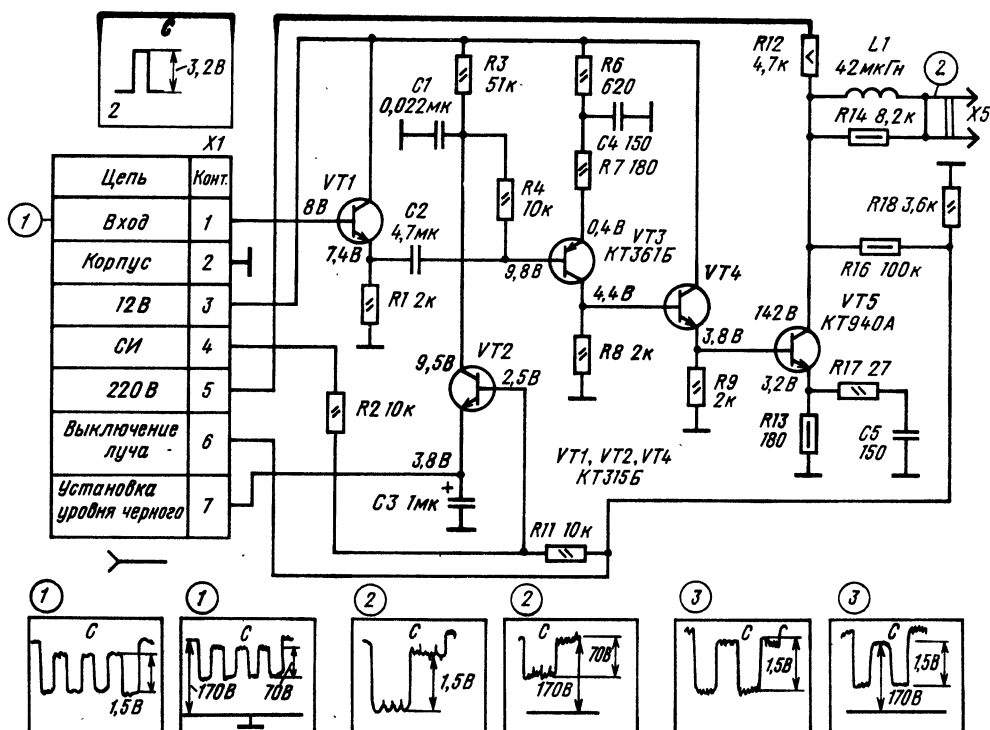 С
3,2В
2
X1
Цепь Конт.
Вход 1
Корпус 2
12В 3
СИ 4
220В 5
Выключение
луча 6
Установка
уровня черного 7
1
8В
VT1
7,4В
R1 2к
C1
0,022мк
C2
4,7мк
R3
51к
R4
10к
R6
620
C4 150
R7 180
0,4В
VT3
КТ361Б
9,8В
4,4В
R8 2к
VT4
3,8В
R9
2к
R12
4,7к
L1
42мкГн
2
X5
R14 8,2к
R18 3,6к
R16 100к
142В
VT5
КТ940А
3,2В
R17 27
R13
180
C5
150
9,5В
VT2
2,5В
R2 10к
3,8В
+
C3 1мк
VT1, VT2, VT4
КТ315Б
R11 10к
1
С
1,5В
1
С
170В
70В
2
С
1,5В
2
С
70В
170В
3
С
1,5В
3
С
1,5В
170В